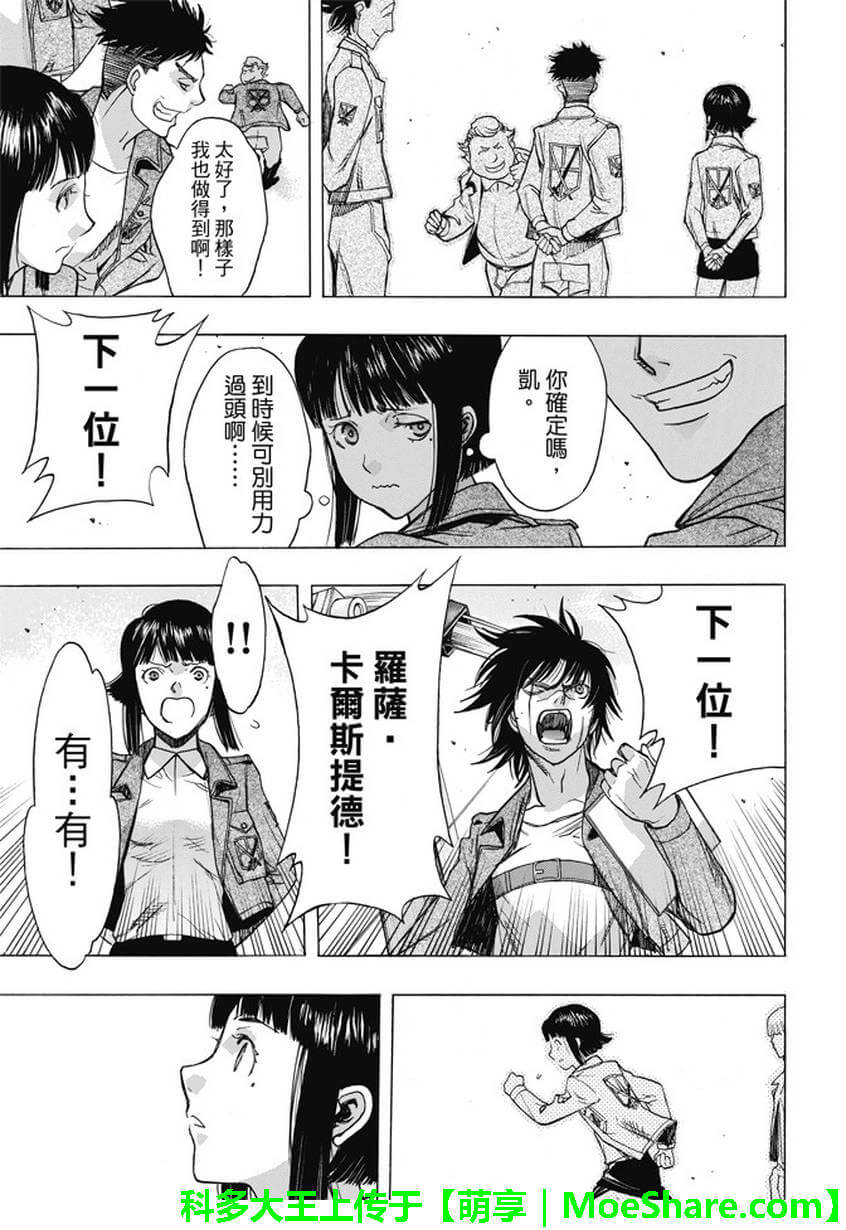 太好了，那樣子
我也做得到啊！
你確定嗎，
凱。
到時候可別用力
過頭啊……
下一位！
下一位！
羅薩．
卡爾斯提德！
!!
有…有！
科多大王上传于【萌享｜MoeShare.com】